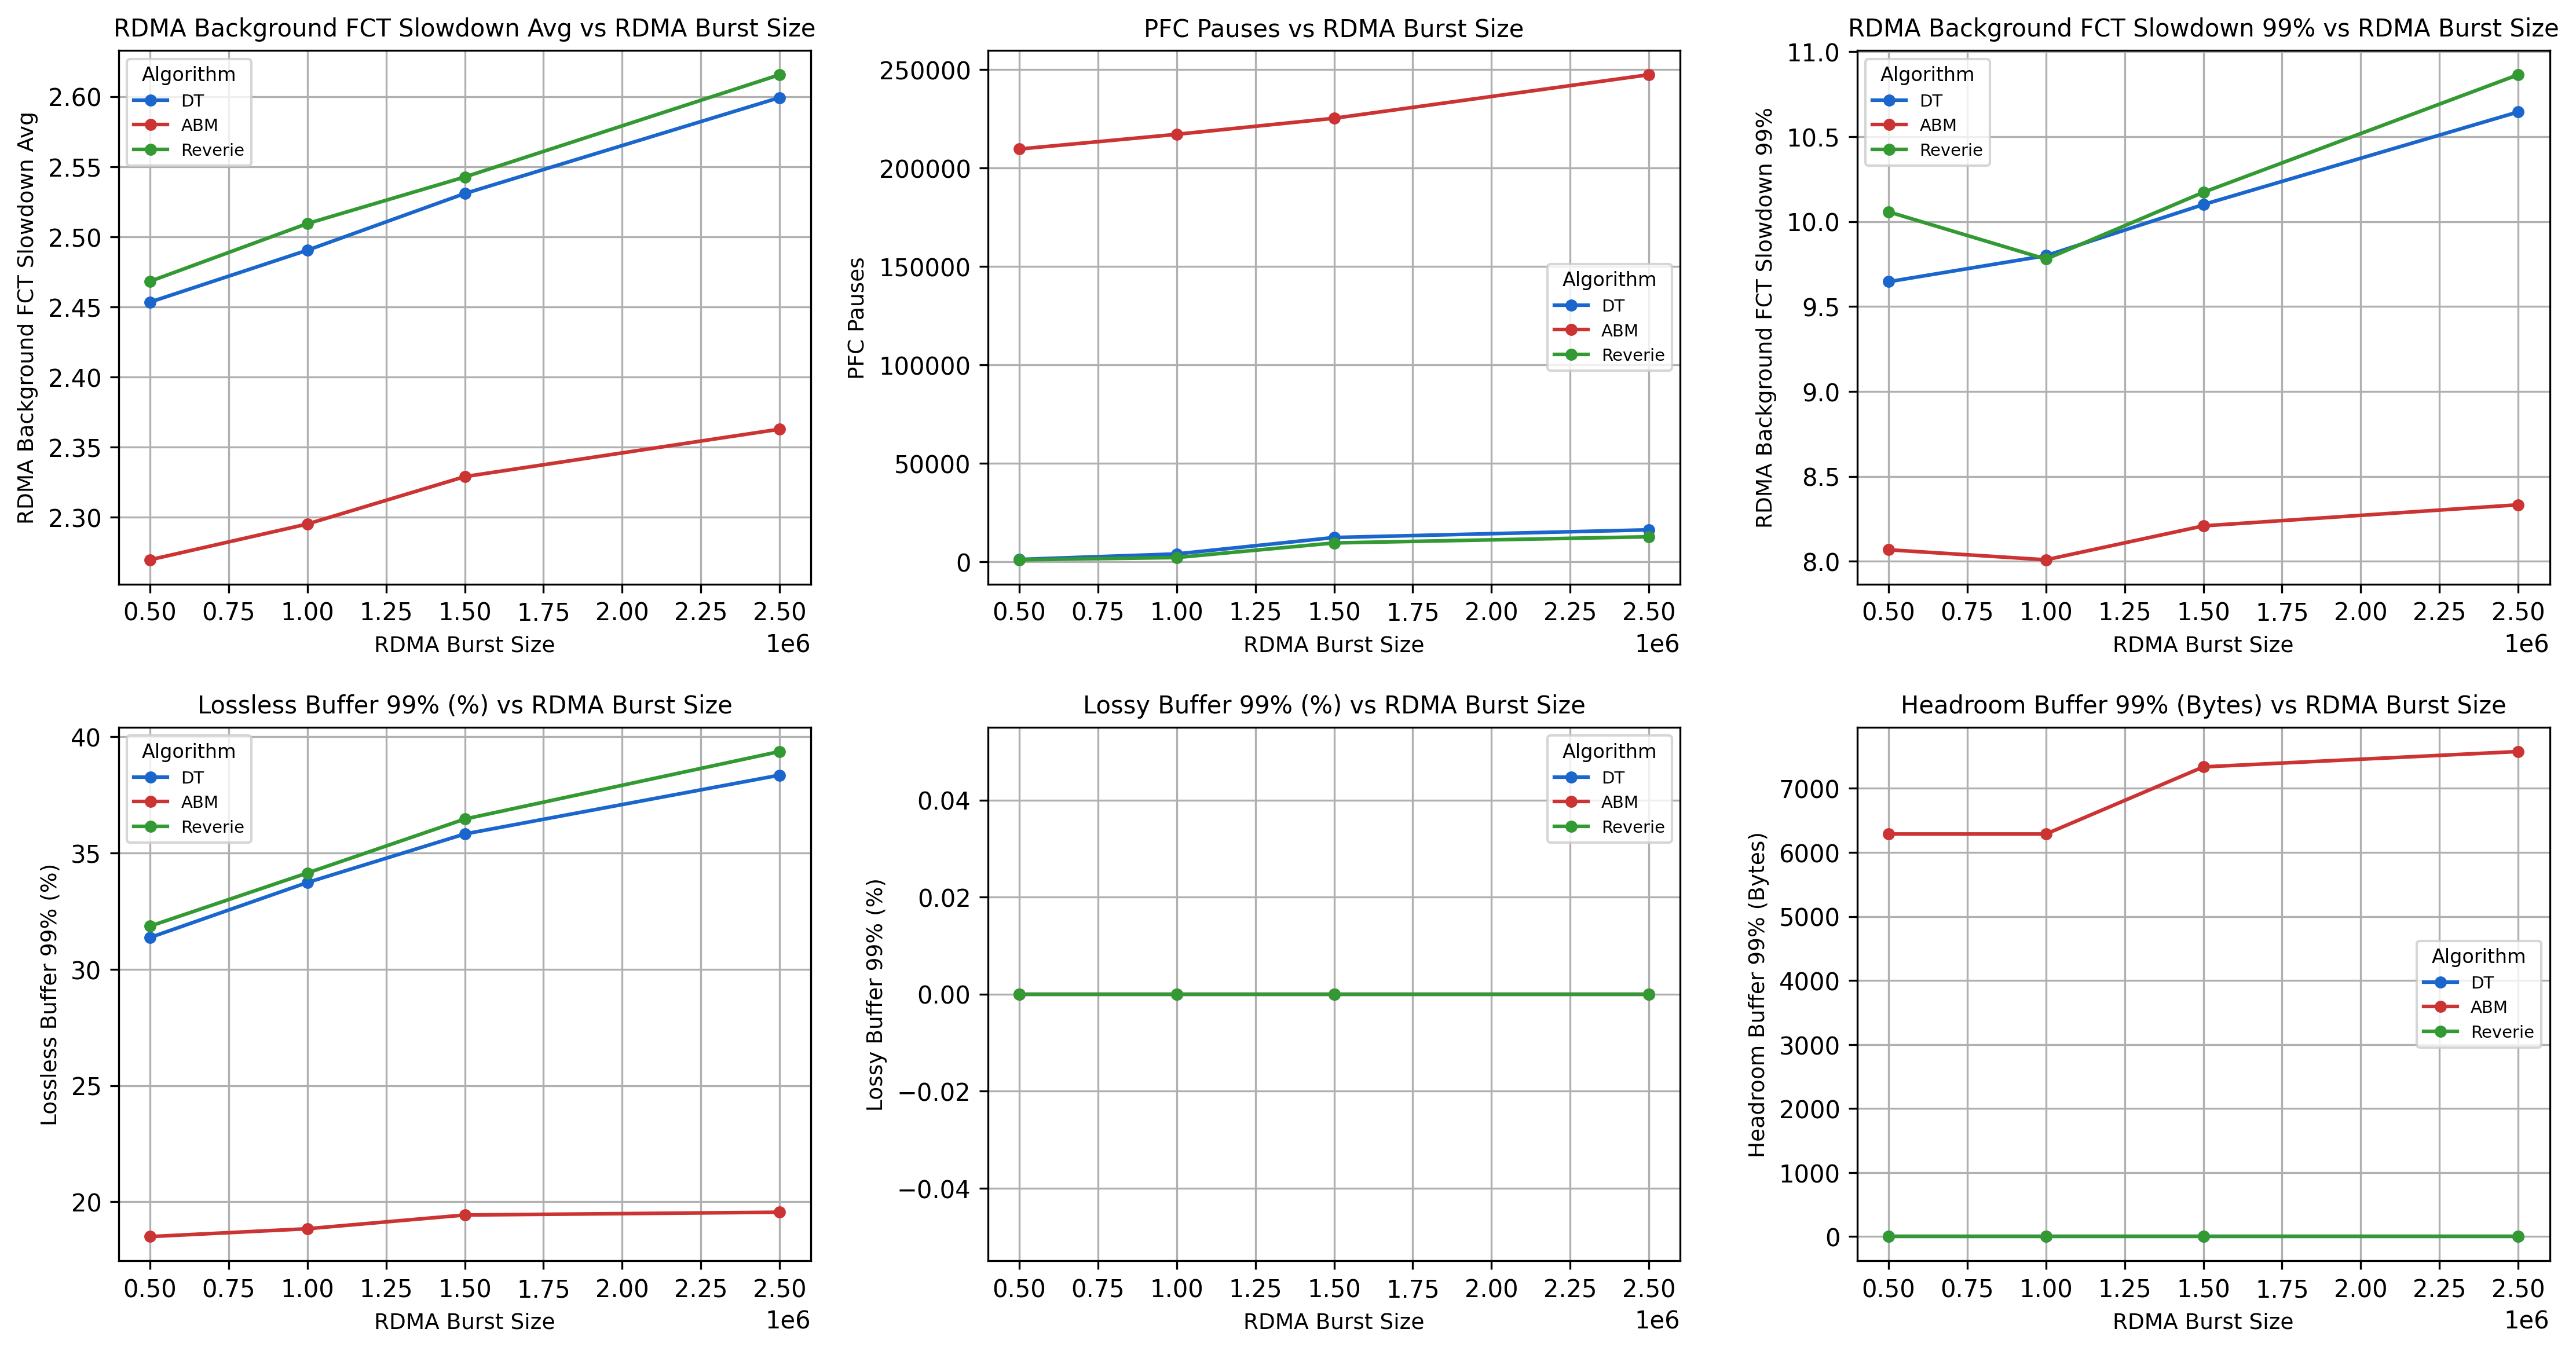 RDMA Background FCT Slowdown Avg vs RDMA Burst Size
RDMA Background FCT Slowdown Avg
2.60
2.55
2.50
2.45
2.40
2.35
2.30
Algorithm
DT
ABM
Reverie
0.50 0.75 1.00 1.25 1.50 1.75 2.00 2.25 2.50
1e6
RDMA Burst Size
PFC Pauses vs RDMA Burst Size
PFC Pauses
250000
200000
150000
100000
50000
0
Algorithm
DT
ABM
Reverie
0.50 0.75 1.00 1.25 1.50 1.75 2.00 2.25 2.50
1e6
RDMA Burst Size
RDMA Background FCT Slowdown 99% vs RDMA Burst Size
RDMA Background FCT Slowdown 99%
11.0
10.5
10.0
9.5
9.0
8.5
8.0
Algorithm
DT
ABM
Reverie
0.50 0.75 1.00 1.25 1.50 1.75 2.00 2.25 2.50
1e6
RDMA Burst Size
Lossless Buffer 99% (%) vs RDMA Burst Size
Lossless Buffer 99% (%)
40
35
30
25
20
Algorithm
DT
ABM
Reverie
0.50 0.75 1.00 1.25 1.50 1.75 2.00 2.25 2.50
1e6
RDMA Burst Size
Lossy Buffer 99% (%) vs RDMA Burst Size
Lossy Buffer 99% (%)
0.04
0.02
0.00
−0.02
−0.04
Algorithm
DT
ABM
Reverie
0.50 0.75 1.00 1.25 1.50 1.75 2.00 2.25 2.50
1e6
RDMA Burst Size
Headroom Buffer 99% (Bytes) vs RDMA Burst Size
Headroom Buffer 99% (Bytes)
7000
6000
5000
4000
3000
2000
1000
0
Algorithm
DT
ABM
Reverie
0.50 0.75 1.00 1.25 1.50 1.75 2.00 2.25 2.50
1e6
RDMA Burst Size